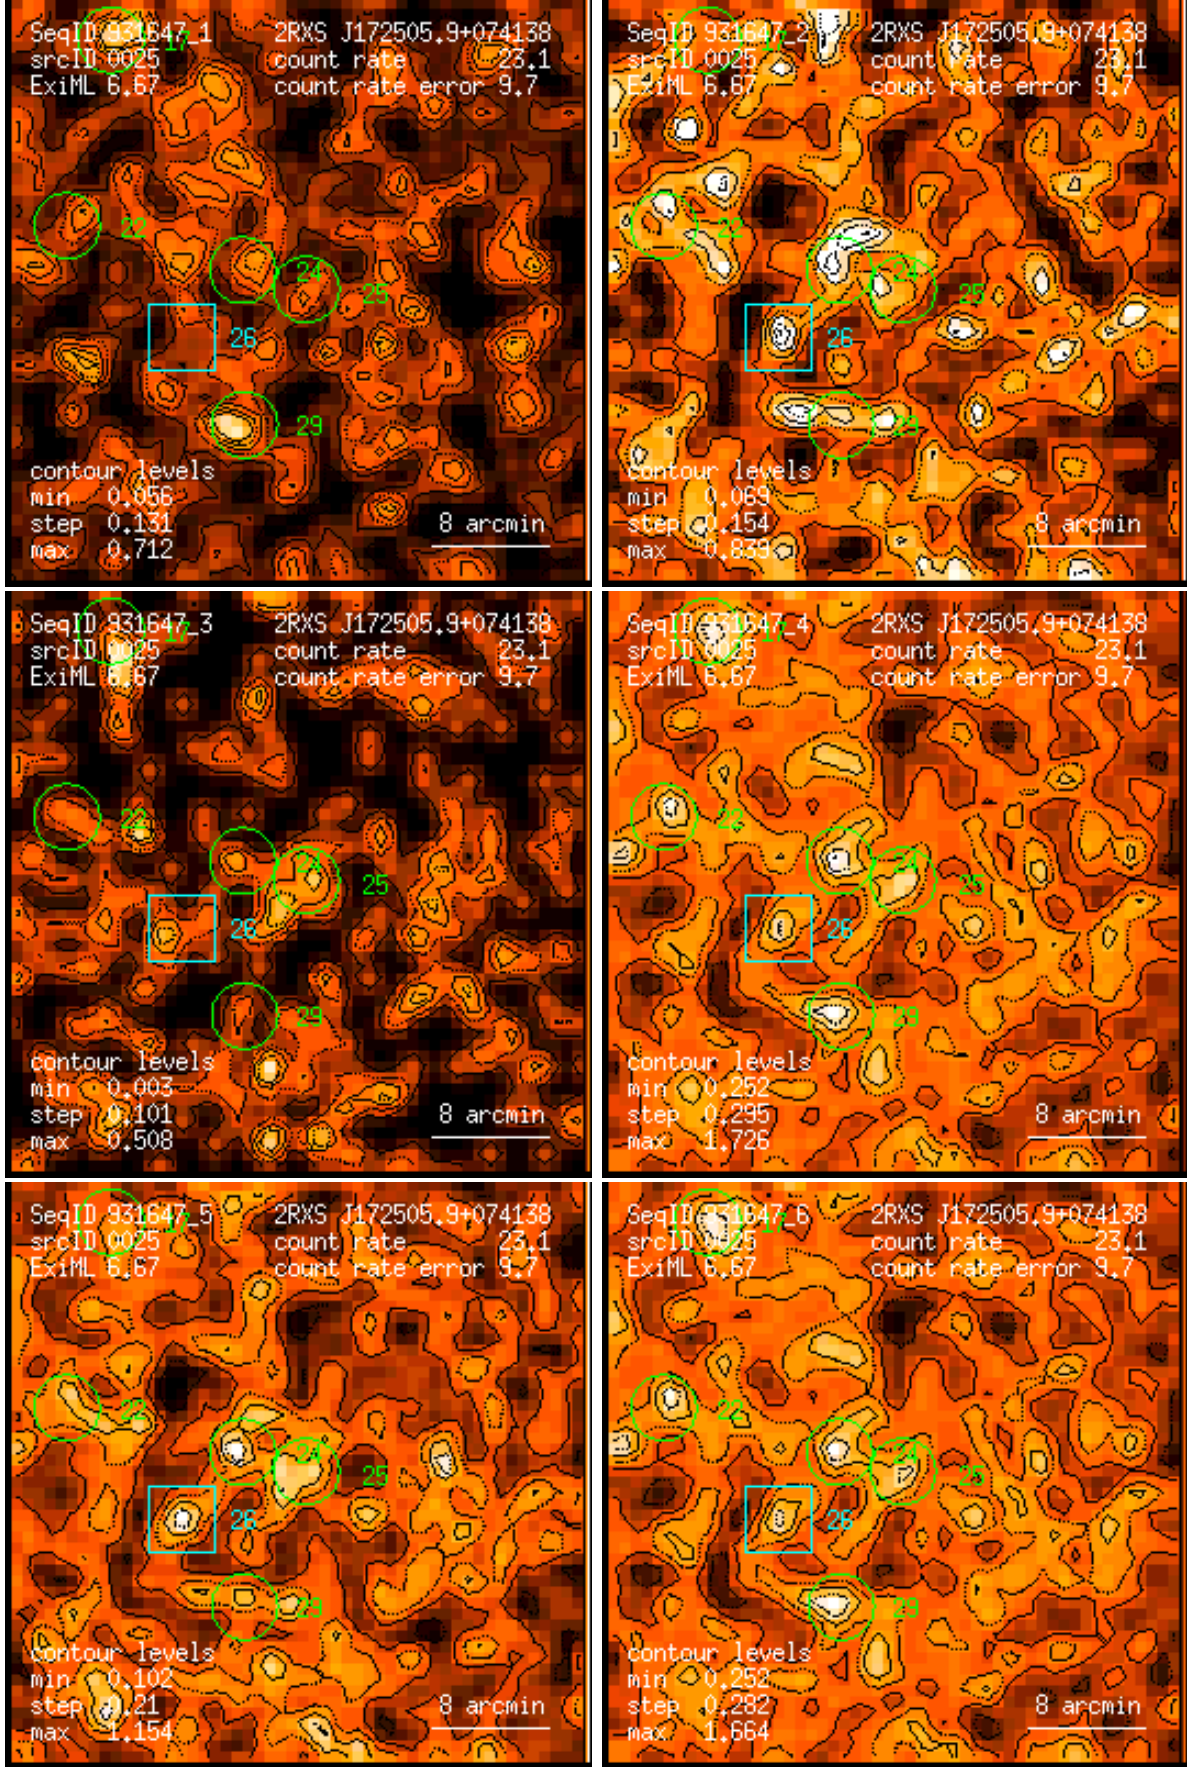 SeqID 931647_1 2RXS J172505.9+074138
srcID 0025 count rate 23.1
ExiML 6.67 count rate error 9.7
17
22
24
25
26
29
contour levels
min 0.056
step 0.131
max 0.712
8 arcmin
SeqID 931647_2 2RXS J172505.9+074138
srcID 0025 count rate 23.1
ExiML 6.67 count rate error 9.7
17
22
24
25
26
29
contour levels
min 0.069
step 0.154
max 0.839
8 arcmin
SeqID 931647_3 2RXS J172505.9+074138
srcID 0025 count rate 23.1
ExiML 6.67 count rate error 9.7
17
22
24
25
26
29
contour levels
min 0.003
step 0.101
max 0.508
8 arcmin
SeqID 931647_4 2RXS J172505.9+074138
srcID 0025 count rate 23.1
ExiML 6.67 count rate error 9.7
17
22
24
25
26
29
contour levels
min 0.252
step 0.295
max 1.726
8 arcmin
SeqID 931647_5 2RXS J172505.9+074138
srcID 0025 count rate 23.1
ExiML 6.67 count rate error 9.7
17
22
24
25
26
29
contour levels
min 0.102
step 0.21
max 1.154
8 arcmin
SeqID 931647_6 2RXS J172505.9+074138
srcID 0025 count rate 23.1
ExiML 6.67 count rate error 9.7
17
22
24
25
26
29
contour levels
min 0.252
step 0.282
max 1.664
8 arcmin